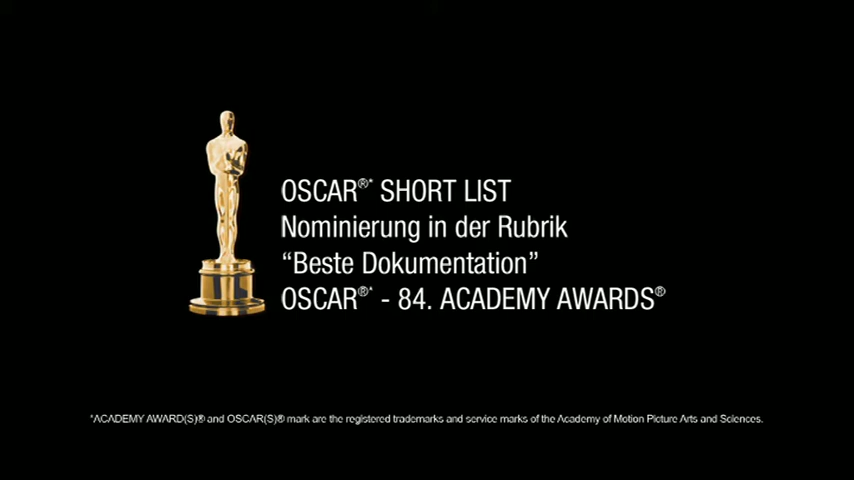 OSCAR®* SHORT LIST
Nominierung in der Rubrik
“Beste Dokumentation”
OSCAR®* - 84. ACADEMY AWARDS®
*ACADEMY AWARD(S)® and OSCAR(S)® mark are the registered trademarks and service marks of the Academy of Motion Picture Arts and Sciences.